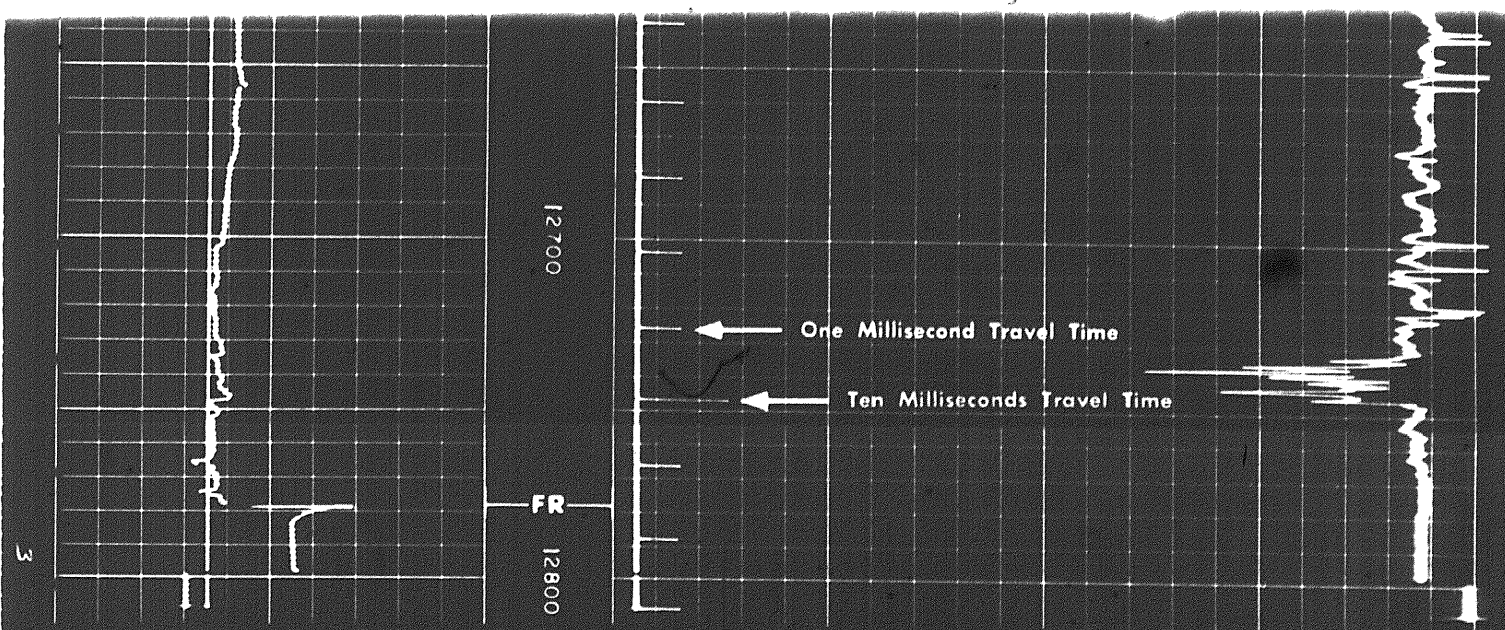 12700
One Millisecond Travel Time
Ten Milliseconds Travel Time
FR
12800
3